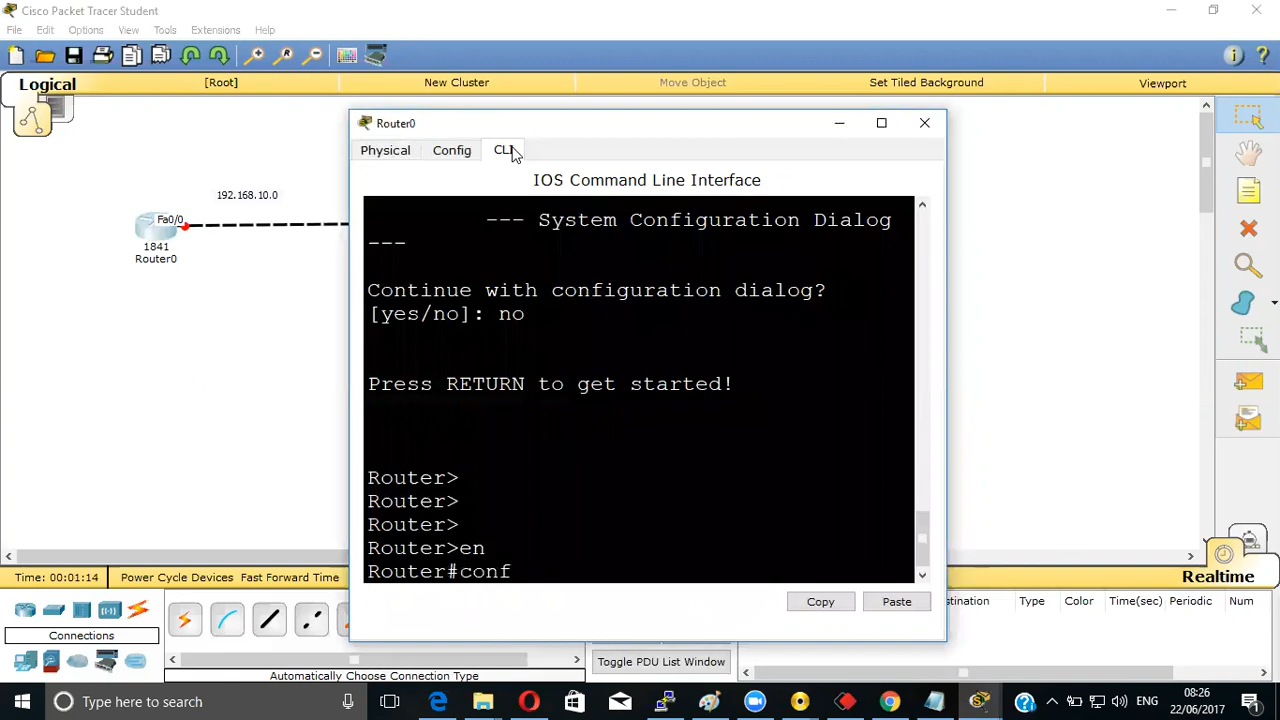 Cisco Packet Tracer Student
File Edit Options View Tools Extensions Help
Logical [Root] New Cluster Move Object Set Tiled Background Viewport
Router0
Physical Config CLI
IOS Command Line Interface
192.168.10.0
Fa0/0
1841
Router0
--- System Configuration Dialog
---
Continue with configuration dialog?
[yes/no]: no
Press RETURN to get started!
Router>
Router>
Router>
Router>en
Router#conf
Copy Paste
Time: 00:01:14 Power Cycle Devices Fast Forward Time Realtime
stination Type Color Time(sec) Periodic Num
Connections
Automatically Choose Connection Type
Toggle PDU List Window
Type here to search
ENG
08:26
22/06/2017